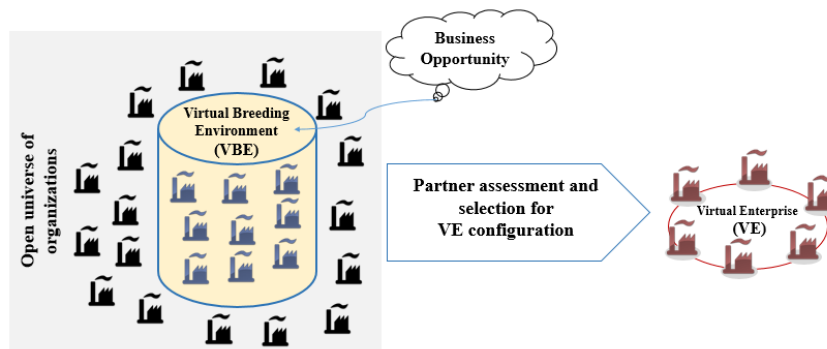 Business
Opportunity
Virtual Breeding
Environment
(VBE)
Open universe of
organizations
Partner assessment and
selection for
VE configuration
Virtual Enterprise
(VE)